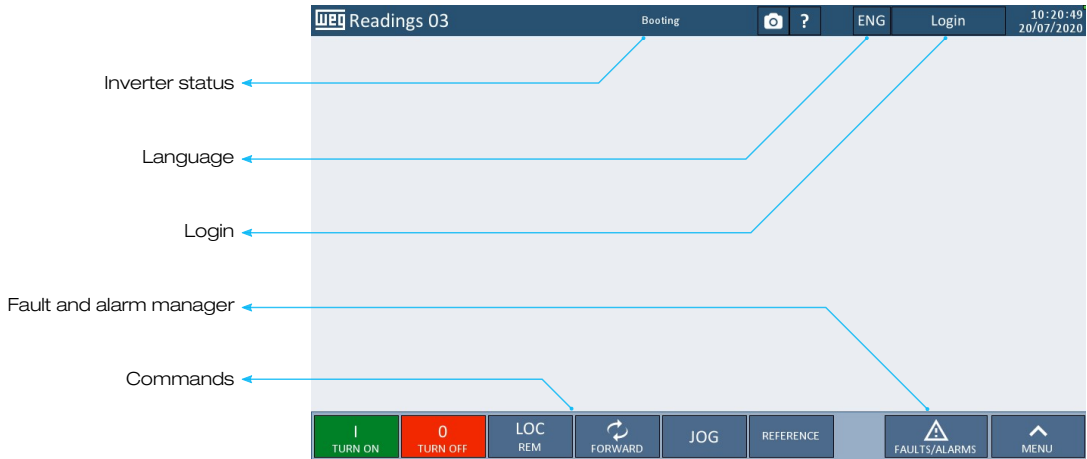 WEG Readings 03 Booting ? ENG Login 10:20:49
20/07/2020
Inverter status
Language
Login
Fault and alarm manager
Commands
I
TURN ON
0
TURN OFF
LOC
REM
FORWARD
JOG
REFERENCE
FAULTS/ALARMS
MENU